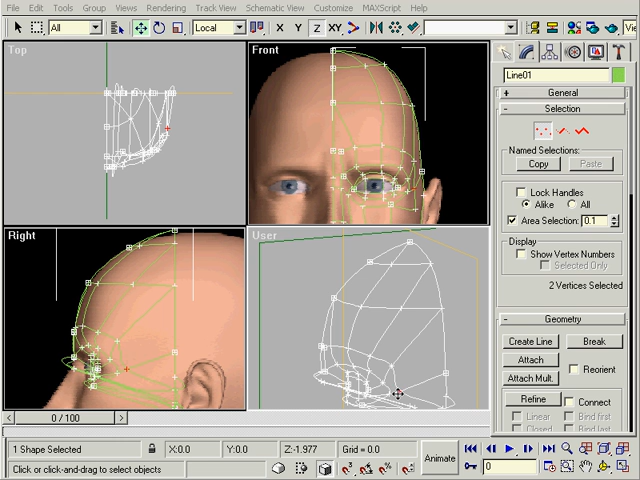 File Edit Tools Group Views Rendering Track View Schematic View Customize MAXScript Help
All Local X Y Z XY Vie
Top
Front
Right
User
Line01
+ General
- Selection
Named Selections:
Copy Paste
Lock Handles
Alike All
Area Selection: 0.1
Display
Show Vertex Numbers
Selected Only
2 Vertices Selected
- Geometry
Create Line Break
Attach Reorient
Attach Mult.
Refine Connect
Linear Bind first
Closed Bind last
< 0 / 100 >
1 Shape Selected X:0.0 Y:0.0 Z:-1.977 Grid = 0.0
Animate
Click or click-and-drag to select objects
0